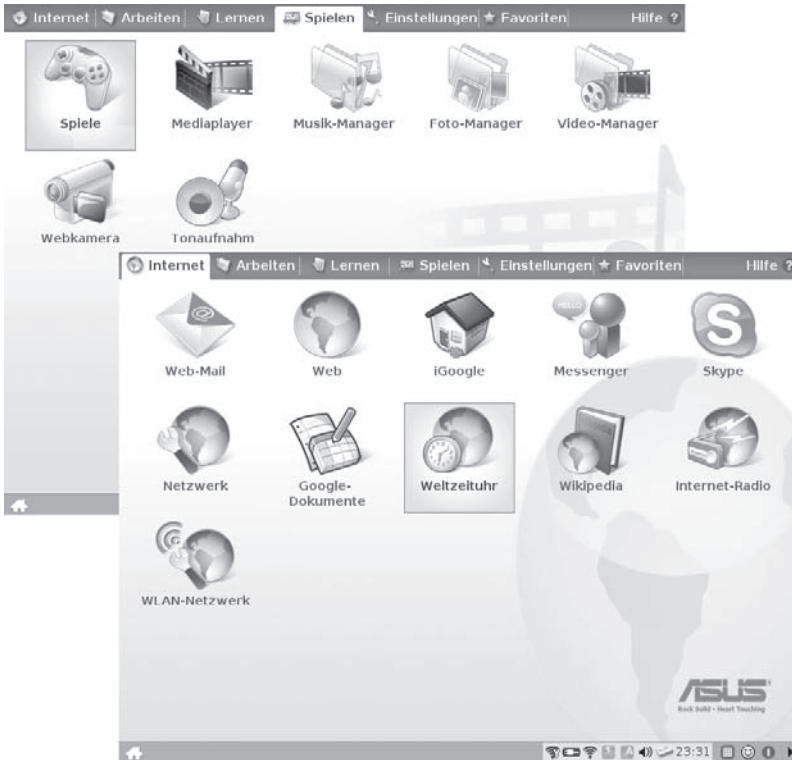 Internet Arbeiten Lernen Spielen Einstellungen Favoriten Hilfe ?
Spiele Mediaplayer Musik-Manager Foto-Manager Video-Manager
Webkamera Tonaufnahm
Internet Arbeiten Lernen Spielen Einstellungen Favoriten Hilfe ?
HELLO
Web-Mail Web iGoogle Messenger Skype
Netzwerk Google-Dokumente Weltzeituhr Wikipedia Internet-Radio
WLAN-Netzwerk
ASUS
Rock Solid • Heart Touching
23:31